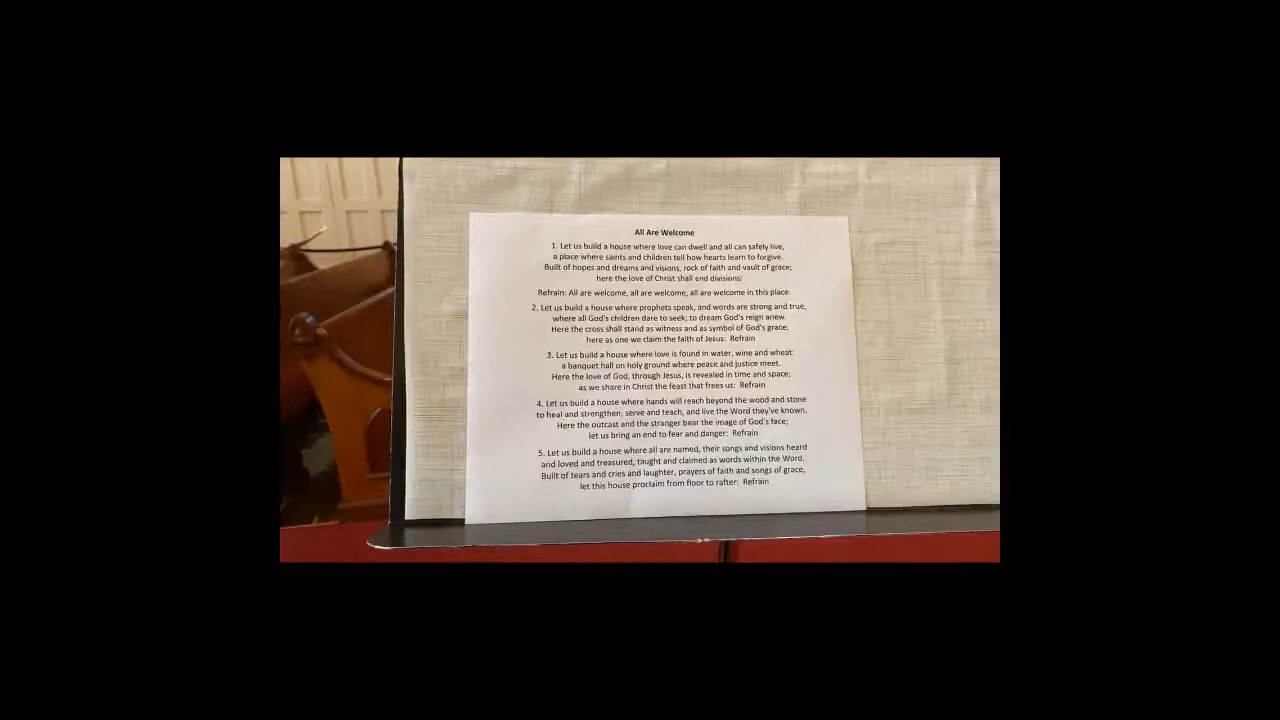 All Are Welcome
1. Let us build a house where love can dwell and all can safely live,
a place where saints and children tell how hearts learn to forgive.
Built of hopes and dreams and visions, rock of faith and vault of grace;
here the love of Christ shall end divisions:
Refrain: All are welcome, all are welcome, all are welcome in this place.
2. Let us build a house where prophets speak, and words are strong and true,
where all God's children dare to seek; to dream God's reign anew.
Here the cross shall stand as witness and as symbol of God's grace;
here as one we claim the faith of Jesus: Refrain
3. Let us build a house where love is found in water, wine and wheat:
a banquet hall on holy ground where peace and justice meet.
Here the love of God, through Jesus, is revealed in time and space;
as we share in Christ the feast that frees us: Refrain
4. Let us build a house where hands will reach beyond the wood and stone
to heal and strengthen, serve and teach, and live the Word they've known.
Here the outcast and the stranger bear the image of God's face;
let us bring an end to fear and danger: Refrain
5. Let us build a house where all are named, their songs and visions heard
and loved and treasured, taught and claimed as words within the Word.
Built of tears and cries and laughter, prayers of faith and songs of grace,
let this house proclaim from floor to rafter: Refrain